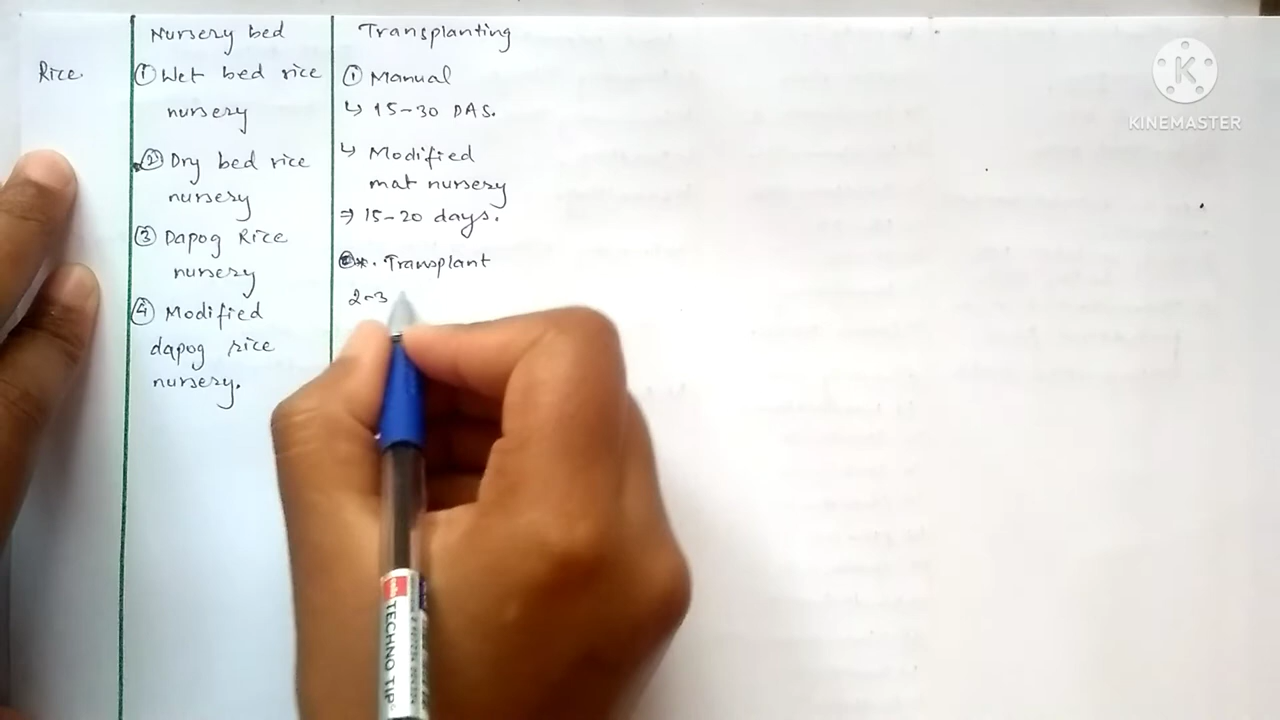 Nursery bed
Transplanting
Rice.
① Wet bed rice
nursery
② Dry bed rice
nursery
③ Dapog Rice
nursery
④ Modified
dapog rice
nursery.
① Manual
↳ 15-30 DAS.
↳ Modified
mat nursery
⇒ 15-20 days.
*. Transplant
2-3
K
KINEMASTER
cello
TECHNO TIP